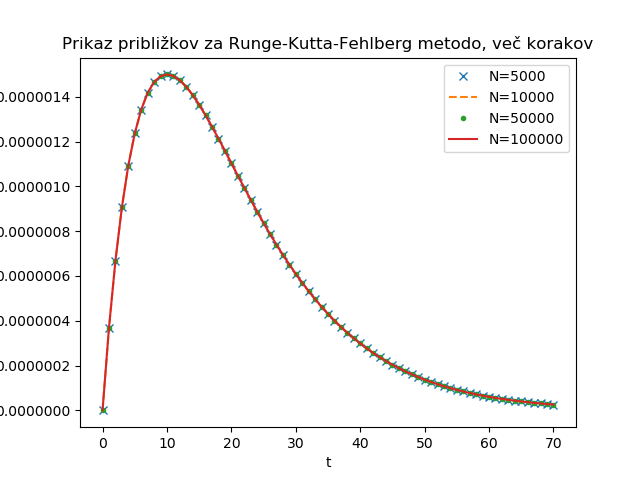 Prikaz približkov za Runge-Kutta-Fehlberg metodo, več korakov
N=5000
N=10000
N=50000
N=100000
0.0000014
0.0000012
0.0000010
0.0000008
0.0000006
0.0000004
0.0000002
0.0000000
0 10 20 30 40 50 60 70
t